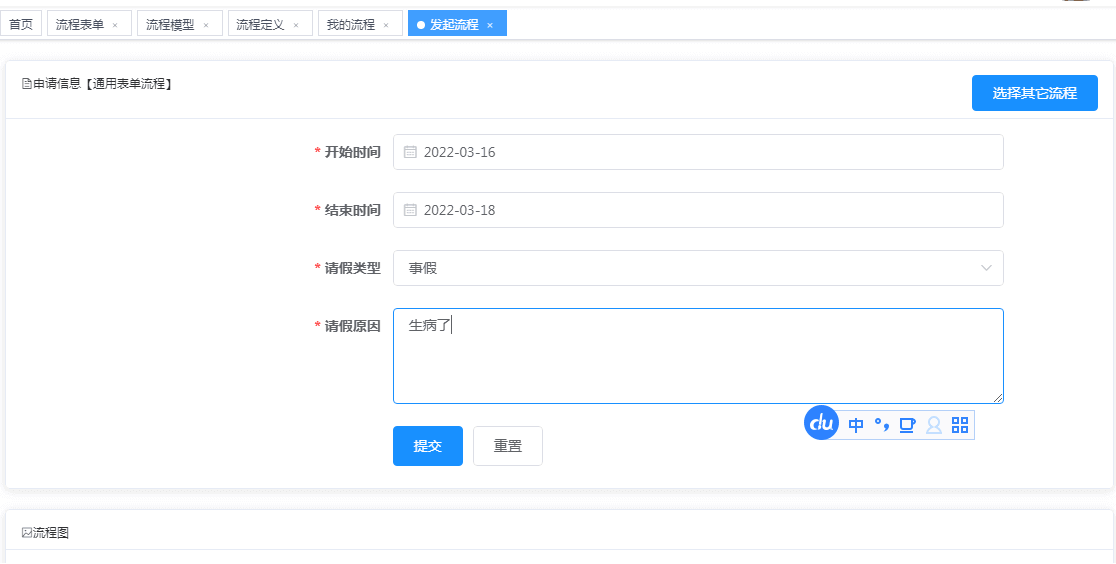 首页 流程表单 × 流程模型 × 流程定义 × 我的流程 × 发起流程 ×
申请信息【通用表单流程】 选择其它流程
* 开始时间 2022-03-16
* 结束时间 2022-03-18
* 请假类型 事假
* 请假原因 生病了
du 中 °,
提交 重置
流程图